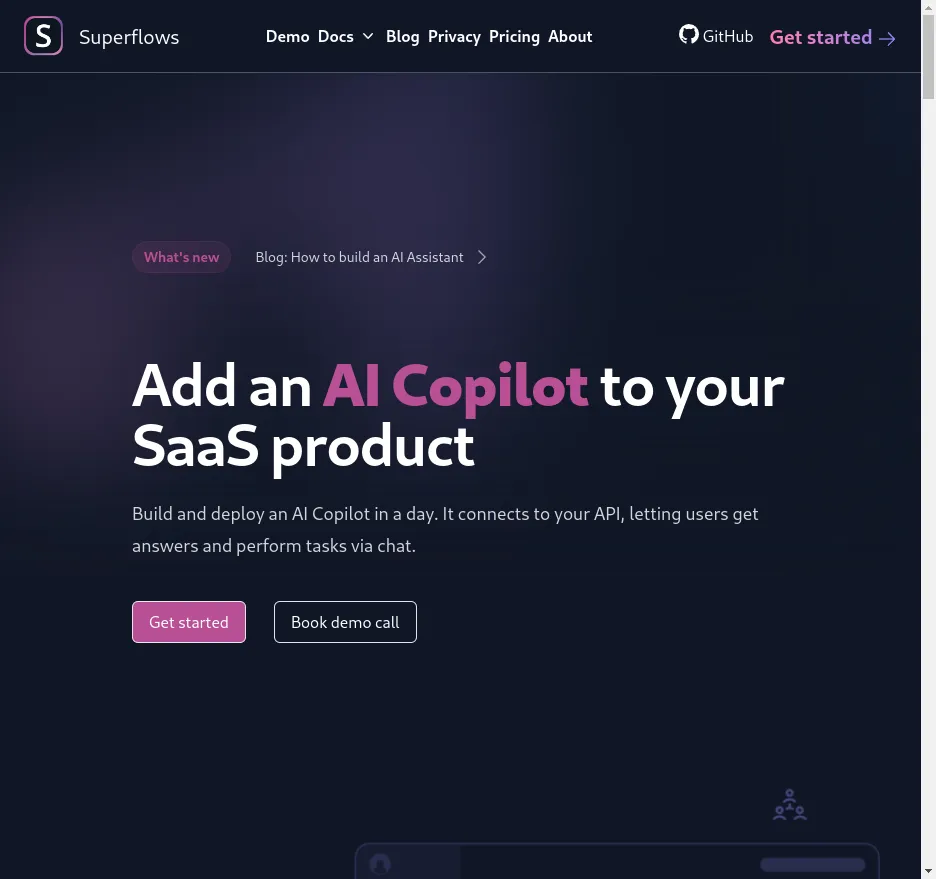 S Superflows Demo Docs Blog Privacy Pricing About GitHub Get started →
What's new Blog: How to build an AI Assistant
Add an AI Copilot to your
SaaS product
Build and deploy an AI Copilot in a day. It connects to your API, letting users get
answers and perform tasks via chat.
Get started Book demo call